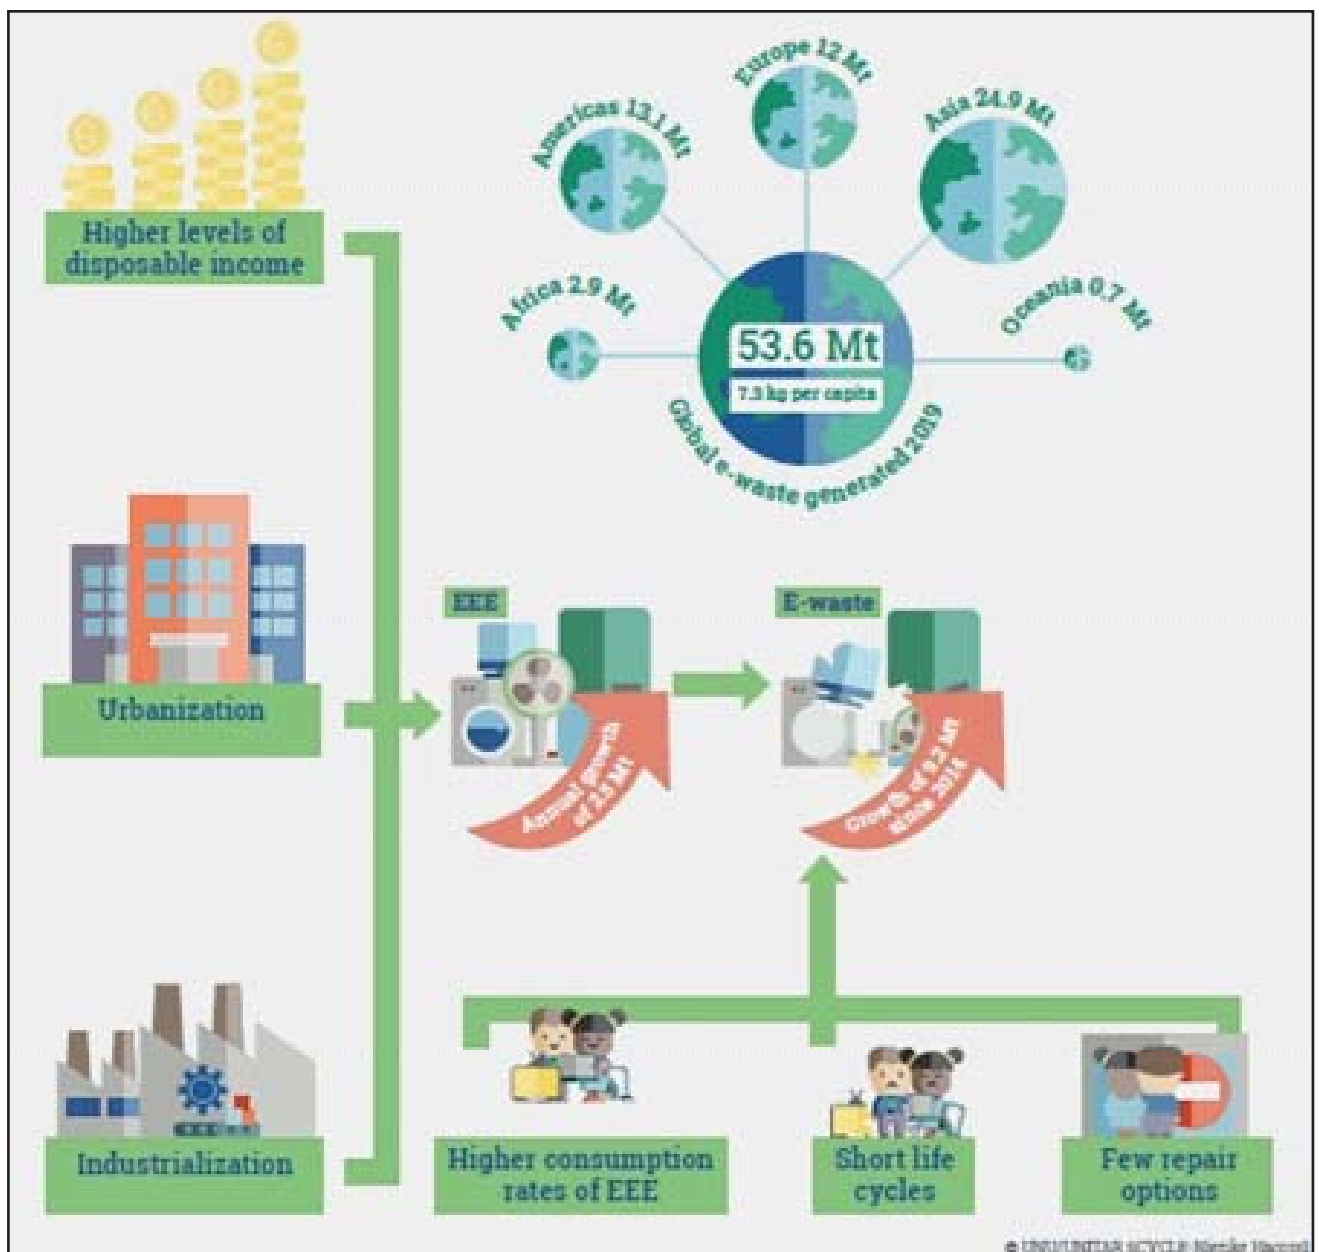 Higher levels of
disposable income
Urbanization
Industrialization
Americas 13.1 Mt
Europe 12 Mt
Asia 24.9 Mt
Africa 2.9 Mt
Oceania 0.7 Mt
53.6 Mt
7.3 kg per capita
Global e-waste generated 2019
EEE
E-waste
Annual growth
of 2.5 Mt
Growth of 9.2 Mt
since 2014
Higher consumption
rates of EEE
Short life
cycles
Few repair
options